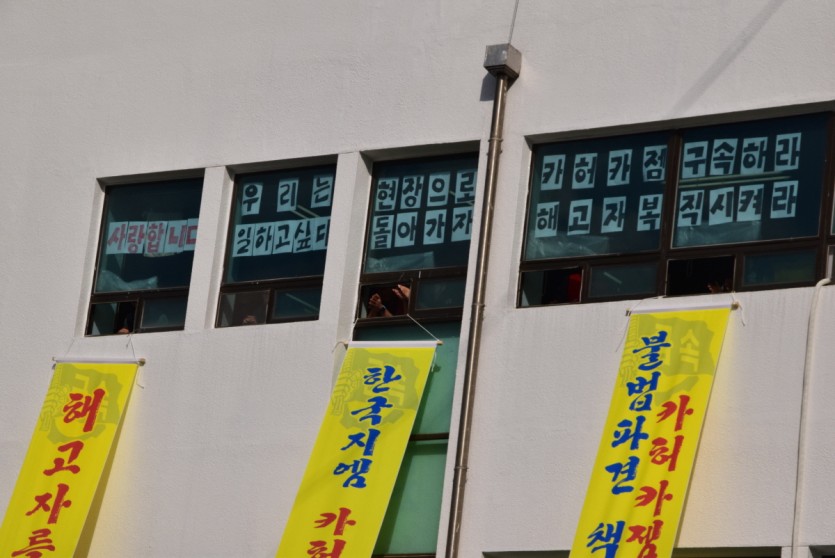 사랑합니다
우리는
일하고싶다
현장으로
돌아가자
카허카점 구속하라
해고자복직시켜라
해고자를
한국지엠
카허
불법파견 책
카허카젬